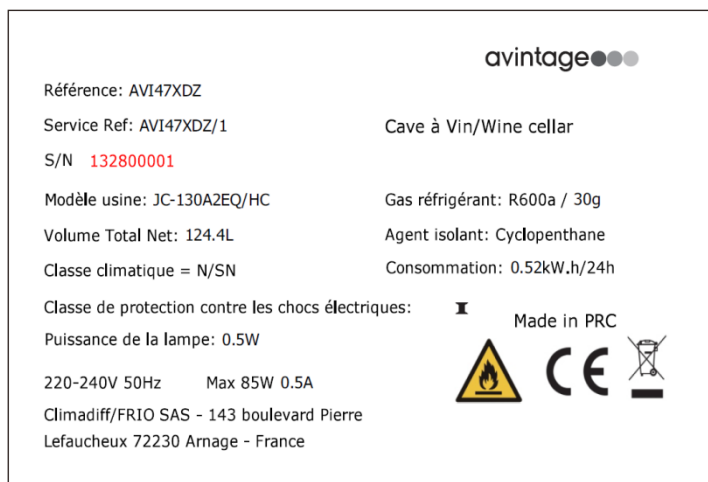 avintage
Référence: AVI47XDZ
Service Ref: AVI47XDZ/1
Cave à Vin/Wine cellar
S/N 132800001
Modèle usine: JC-130A2EQ/HC
Gas réfrigérant: R600a / 30g
Volume Total Net: 124.4L
Agent isolant: Cyclopenthane
Classe climatique = N/SN
Consommation: 0.52kW.h/24h
Classe de protection contre les chocs électriques: I
Made in PRC
Puissance de la lampe: 0.5W
CE
220-240V 50Hz Max 85W 0.5A
Climadiff/FRIO SAS - 143 boulevard Pierre
Lefaucheux 72230 Arnage - France